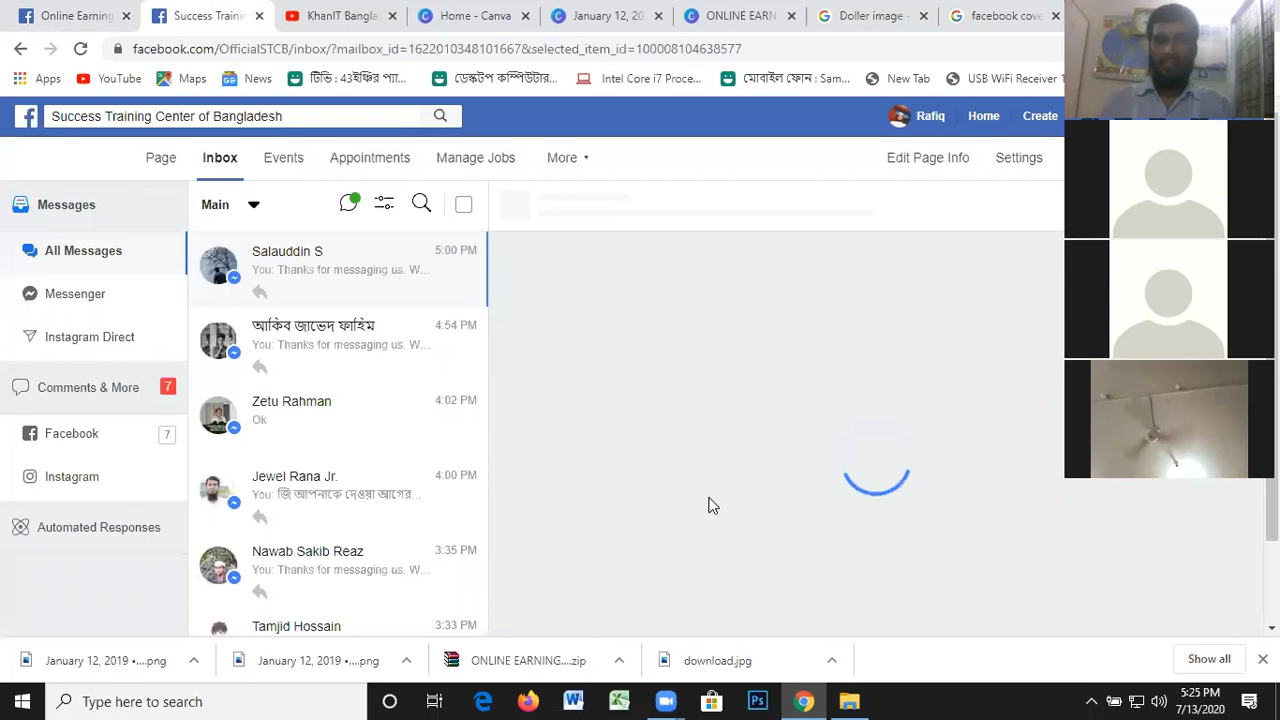 Online Earning
Success Training
KhanIT Bangla
Home - Canva
January 12, 20
ONLINE EARN
Doller image -
facebook cove
facebook.com/OfficialSTCB/inbox/?mailbox_id=1622010348101667&selected_item_id=100008104638577
Apps
YouTube
Maps
News
টিভি : 43ইঞ্চির প্যা...
ডেস্কটপ কম্পিউটার...
Intel Core i7 Proce...
মোবাইল ফোন : Sam...
New Tab
USB WiFi Receiver 1
Success Training Center of Bangladesh
Rafiq
Home
Create
Page
Inbox
Events
Appointments
Manage Jobs
More
Edit Page Info
Settings
Messages
All Messages
Messenger
Instagram Direct
Comments & More
7
Facebook
7
Instagram
Automated Responses
Main
Salauddin S
5:00 PM
You: Thanks for messaging us. W...
আকিব জাভেদ ফাহিম
4:54 PM
You: Thanks for messaging us. W...
Zetu Rahman
4:02 PM
Ok
Jewel Rana Jr.
4:00 PM
You: জি আপনাকে দেওয়া আগের...
Nawab Sakib Reaz
3:35 PM
You: Thanks for messaging us. W...
Tamjid Hossain
3:33 PM
January 12, 2019 •....png
January 12, 2019 •....png
ONLINE EARNING....zip
download.jpg
Show all
Type here to search
5:25 PM
7/13/2020